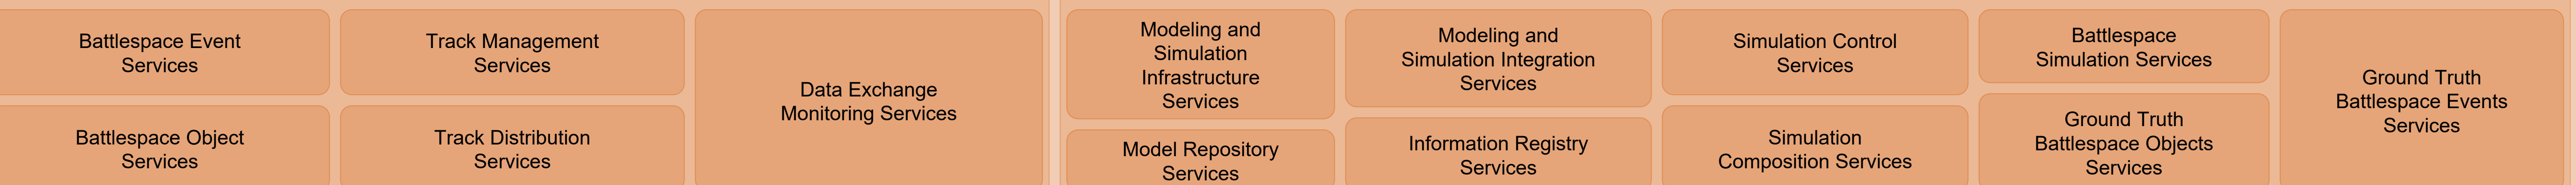 Battlespace Event
Services
Battlespace Object
Services
Track Management
Services
Track Distribution
Services
Data Exchange
Monitoring Services
Modeling and
Simulation
Infrastructure
Services
Model Repository
Services
Modeling and
Simulation Integration
Services
Information Registry
Services
Simulation Control
Services
Simulation
Composition Services
Battlespace
Simulation Services
Ground Truth
Battlespace Objects
Services
Ground Truth
Battlespace Events
Services